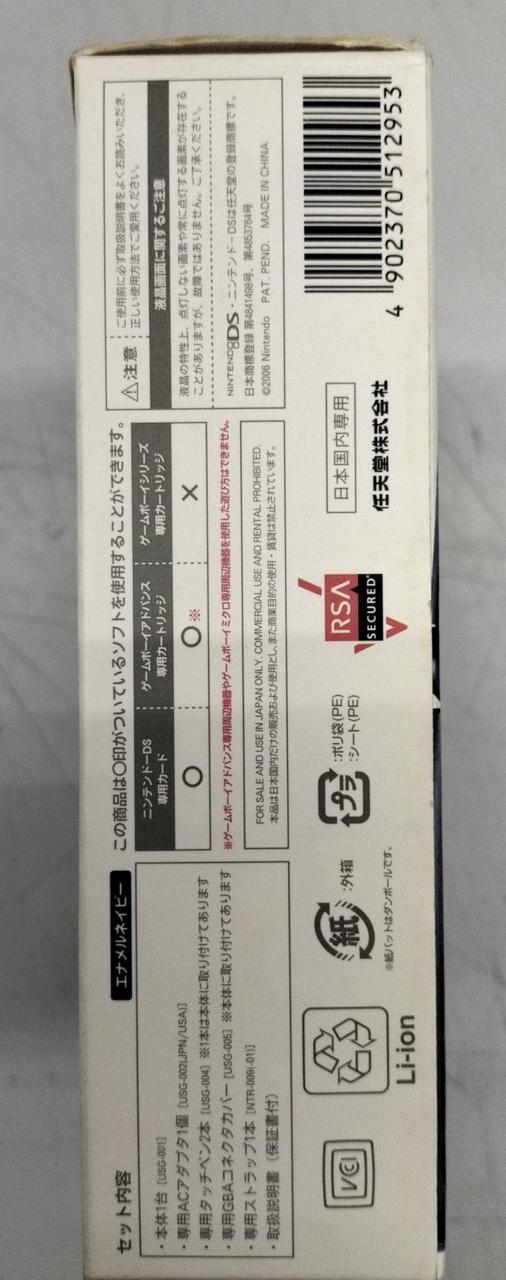 セット内容
エナメルネイビー
・本体1台[USG-001]
・専用ACアダプタ1個[USG-002(JPN/USA)]
・専用タッチペン2本[USG-004]※1本は本体に取り付けてあります
・専用GBAコネクタカバー[USG-005]※本体に取り付けてあります
・専用ストラップ1本[NTR-009(-01)]
・取扱説明書(保証書付)
この商品は〇印がついているソフトを使用することができます。
ニンテンドーDS
専用カード
ゲームボーイアドバンス
専用カートリッジ
ゲームボーイシリーズ
専用カートリッジ
〇
〇※
×
※ゲームボーイアドバンス専用周辺機器やゲームボーイミクロ専用周辺機器を使用した遊び方はできません。
FOR SALE AND USE IN JAPAN ONLY. COMMERCIAL USE AND RENTAL PROHIBITED.
本品は日本国内だけの販売および使用とし、また商業目的の使用・賃貸は禁止されています。
⚠注意
ご使用前に必ず取扱説明書をよくお読みいただき、
正しい使用方法でご愛用ください。
液晶画面に関するご注意
液晶の特性上、点灯しない画素や常に点灯する画素が存在する
ことがありますが、故障ではありません。ご了承ください。
NINTENDO DS・ニンテンドーDSは任天堂の登録商標です。
日本商標登録 第4841498号、第4853764号
©2006 Nintendo PAT. PEND. MADE IN CHINA
VCI
Li-ion
紙
:外箱
※紙パットはダンボールです。
プラ
:ポリ袋(PE)
:シート(PE)
RSA
SECURED
日本国内専用
任天堂株式会社
4 902370 512953